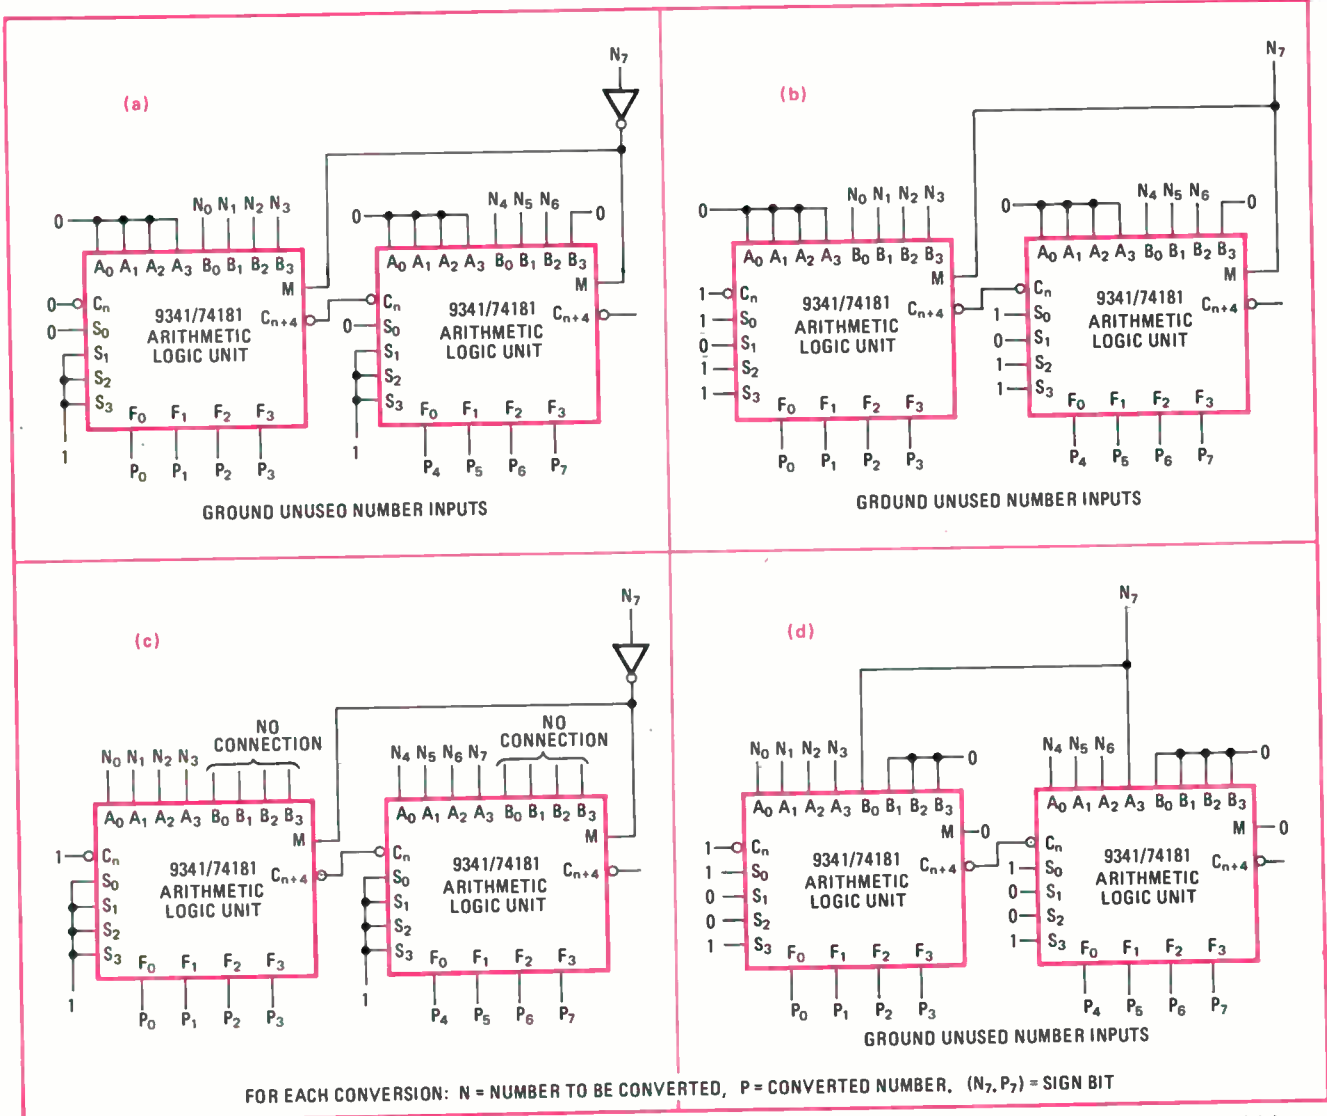 (a)
N7
0
N0 N1 N2 N3
0
N4 N5 N6
0
A0 A1 A2 A3 B0 B1 B2 B3
M
0
Cn
0
S0
S1
S2
S3
9341/74181
ARITHMETIC
LOGIC UNIT
Cn+4
F0 F1 F2 F3
1
P0 P1 P2 P3
A0 A1 A2 A3 B0 B1 B2 B3
M
Cn
0
S0
S1
S2
S3
9341/74181
ARITHMETIC
LOGIC UNIT
Cn+4
F0 F1 F2 F3
1
P4 P5 P6 P7
GROUND UNUSEO NUMBER INPUTS
(b)
N7
0
N0 N1 N2 N3
0
N4 N5 N6
0
A0 A1 A2 A3 B0 B1 B2 B3
M
1
Cn
1
S0
0
S1
1
S2
1
S3
9341/74181
ARITHMETIC
LOGIC UNIT
Cn+4
F0 F1 F2 F3
P0 P1 P2 P3
A0 A1 A2 A3 B0 B1 B2 B3
M
Cn
1
S0
0
S1
1
S2
1
S3
9341/74181
ARITHMETIC
LOGIC UNIT
Cn+4
F0 F1 F2 F3
P4 P5 P6 P7
GROUND UNUSED NUMBER INPUTS
(c)
N7
NO
CONNECTION
N0 N1 N2 N3
NO
CONNECTION
N4 N5 N6 N7
A0 A1 A2 A3 B0 B1 B2 B3
M
1
Cn
S0
S1
S2
S3
9341/74181
ARITHMETIC
LOGIC UNIT
Cn+4
F0 F1 F2 F3
1
P0 P1 P2 P3
A0 A1 A2 A3 B0 B1 B2 B3
M
Cn
S0
S1
S2
S3
9341/74181
ARITHMETIC
LOGIC UNIT
Cn+4
F0 F1 F2 F3
1
P4 P5 P6 P7
(d)
N7
N0 N1 N2 N3
0
N4 N5 N6
0
A0 A1 A2 A3 B0 B1 B2 B3
M
0
1
Cn
1
S0
0
S1
0
S2
1
S3
9341/74181
ARITHMETIC
LOGIC UNIT
Cn+4
F0 F1 F2 F3
P0 P1 P2 P3
A0 A1 A2 A3 B0 B1 B2 B3
M
0
Cn
1
S0
0
S1
0
S2
1
S3
9341/74181
ARITHMETIC
LOGIC UNIT
Cn+4
F0 F1 F2 F3
P4 P5 P6 P7
GROUND UNUSED NUMBER INPUTS
FOR EACH CONVERSION: N = NUMBER TO BE CONVERTED, P = CONVERTED NUMBER. (N7, P7) = SIGN BIT